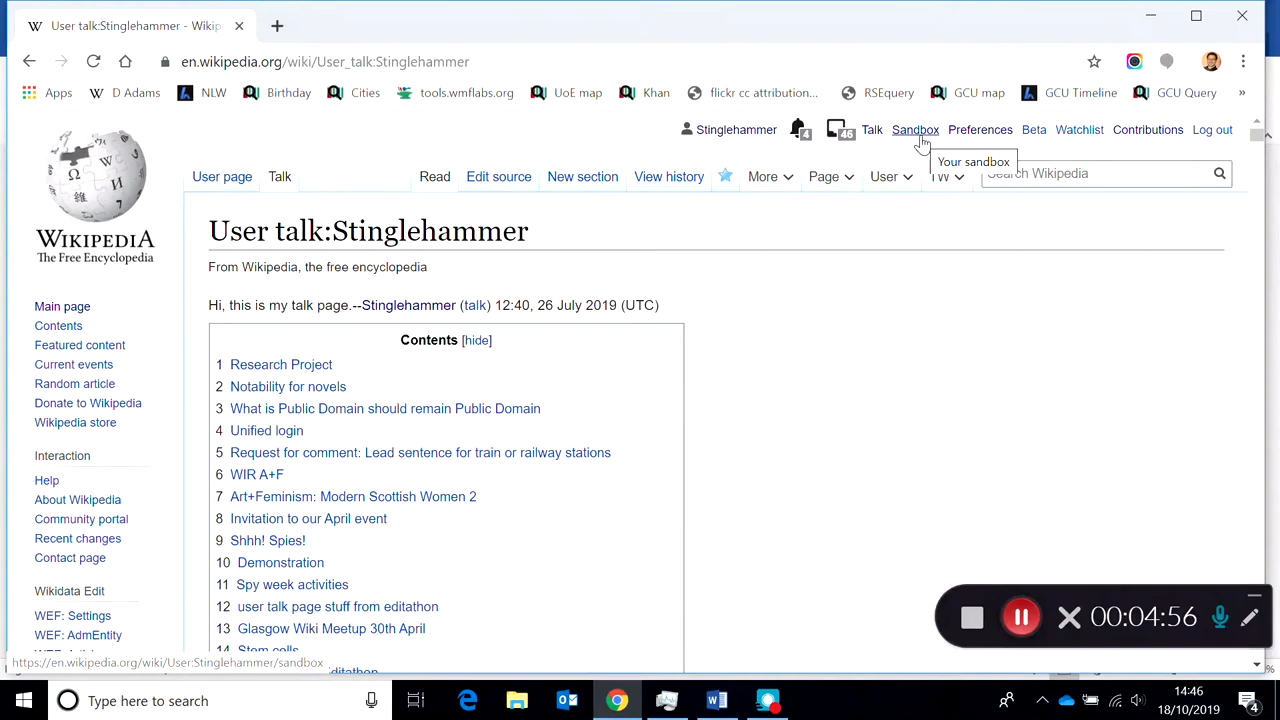 User talk:Stinglehammer - Wikip
en.wikipedia.org/wiki/User_talk:Stinglehammer
Apps D Adams NLW Birthday Cities tools.wmflabs.org UoE map Khan flickr cc attribution... RSEquery GCU map GCU Timeline GCU Query »
Stinglehammer 4 46 Talk Sandbox Preferences Beta Watchlist Contributions Log out
Your sandbox
User page Talk Read Edit source New section View history More Page User TW Search Wikipedia
WIKIPEDIA
The Free Encyclopedia
User talk:Stinglehammer
From Wikipedia, the free encyclopedia
Hi, this is my talk page.--Stinglehammer (talk) 12:40, 26 July 2019 (UTC)
Main page
Contents
Featured content
Current events
Random article
Donate to Wikipedia
Wikipedia store
Interaction
Help
About Wikipedia
Community portal
Recent changes
Contact page
Wikidata Edit
WEF: Settings
WEF: AdmEntity
Contents [hide]
1 Research Project
2 Notability for novels
3 What is Public Domain should remain Public Domain
4 Unified login
5 Request for comment: Lead sentence for train or railway stations
6 WIR A+F
7 Art+Feminism: Modern Scottish Women 2
8 Invitation to our April event
9 Shhh! Spies!
10 Demonstration
11 Spy week activities
12 user talk page stuff from editathon
13 Glasgow Wiki Meetup 30th April
14 Stem cells
editathon
00:04:56
https://en.wikipedia.org/wiki/User:Stinglehammer/sandbox
%
Type here to search
14:46
18/10/2019
4